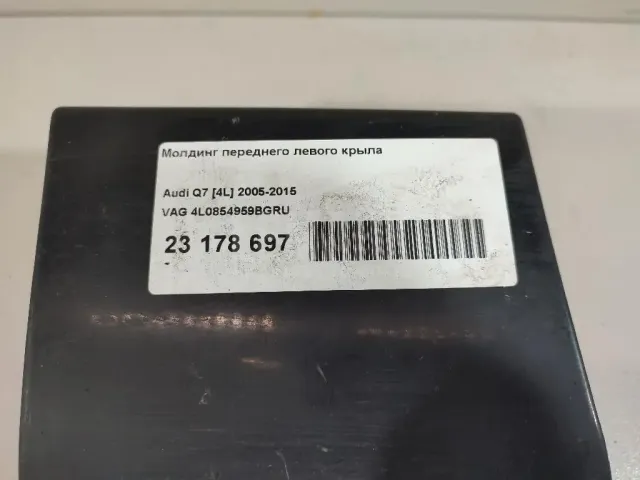 Молдинг переднего левого крыла
Audi Q7 [4L] 2005-2015
VAG 4L0854959BGRU
23 178 697
-